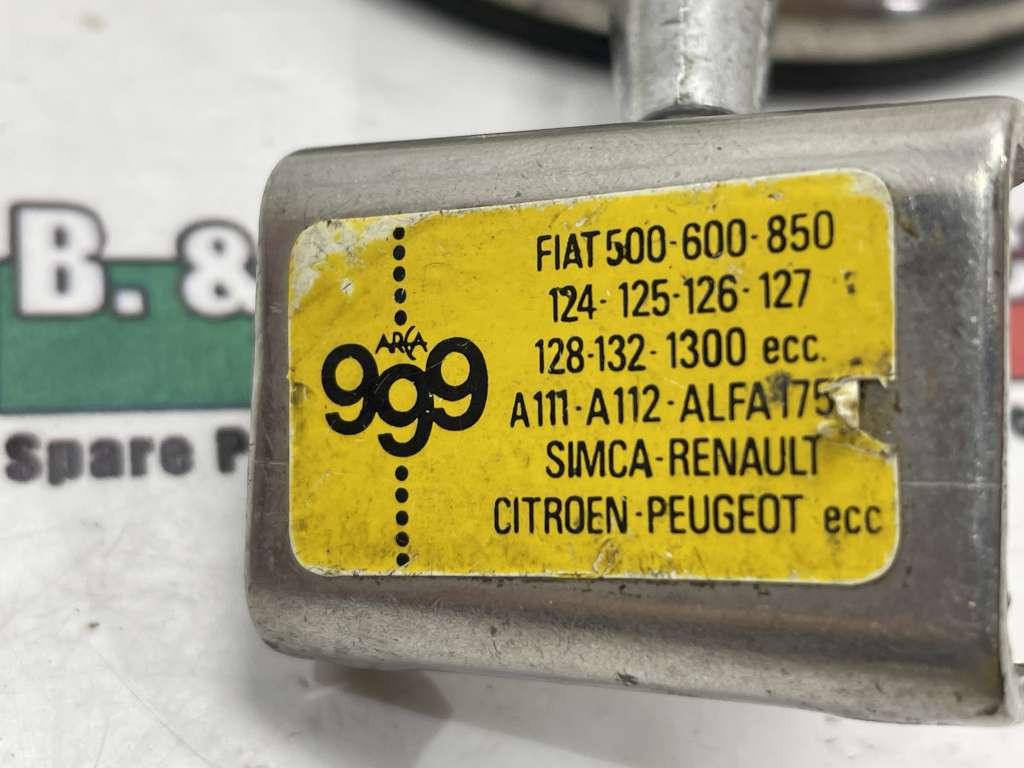 B. &
Spare P
AREA
999
FIAT 500-600-850
124-125-126-127
128-132-1300 ecc.
A111-A112-ALFA 175
SIMCA-RENAULT
CITROEN-PEUGEOT ecc